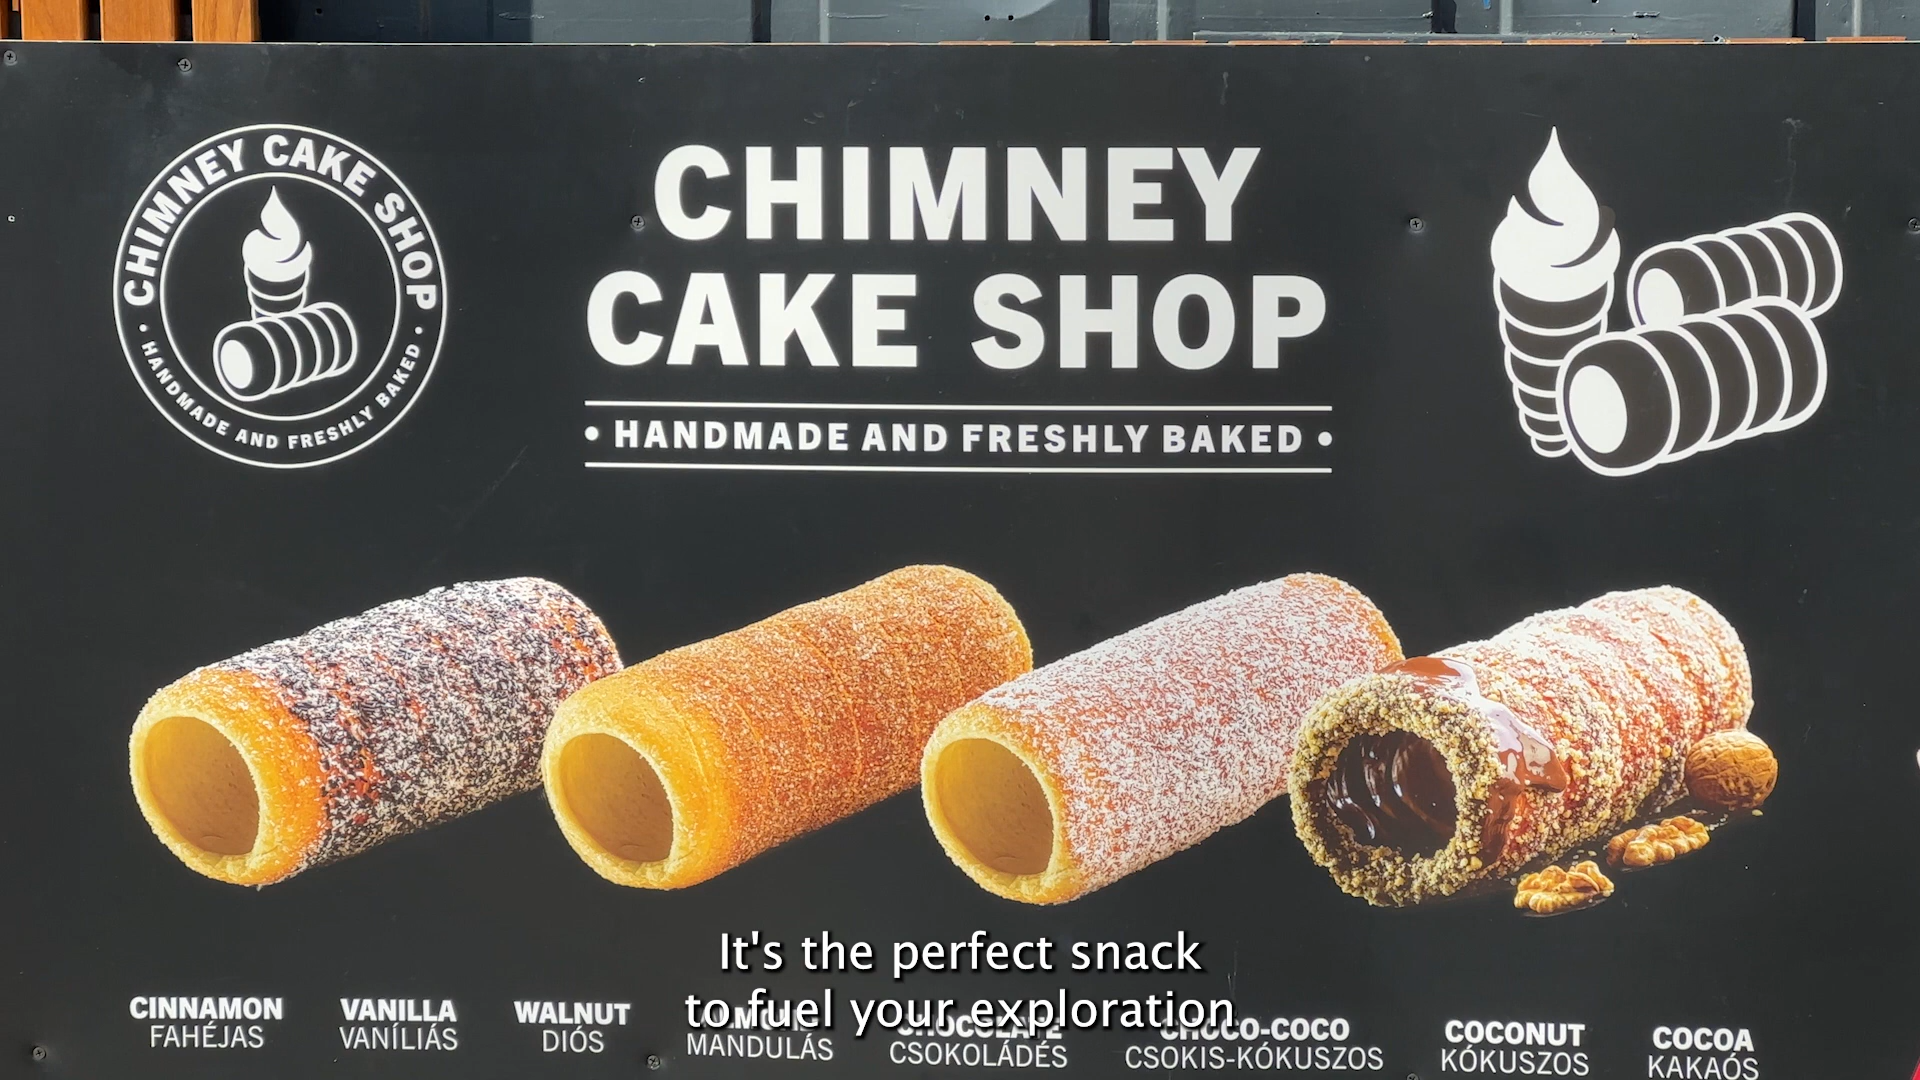 CHIMNEY CAKE SHOP
• HANDMADE AND FRESHLY BAKED •
CHIMNEY
CAKE SHOP
• HANDMADE AND FRESHLY BAKED •
It's the perfect snack
to fuel your exploration
CINNAMON
FAHÉJAS
VANILLA
VANÍLIÁS
WALNUT
DIÓS
ALMOND
MANDULÁS
CHOCOLATE
CSOKOLÁDÉS
CHOCO-COCO
CSOKIS-KÓKUSZOS
COCONUT
KÓKUSZOS
COCOA
KAKAÓS